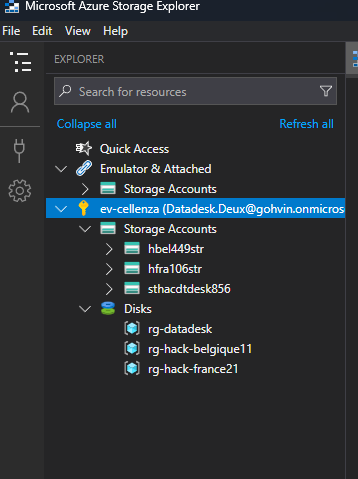 Microsoft Azure Storage Explorer
File Edit View Help
EXPLORER
Search for resources
Collapse all Refresh all
Quick Access
Emulator & Attached
Storage Accounts
ev-cellenza (Datadesk.Deux@gohvin.onmicros
Storage Accounts
hbel449str
hfra106str
sthacdtdesk856
Disks
rg-datadesk
rg-hack-belgique11
rg-hack-france21